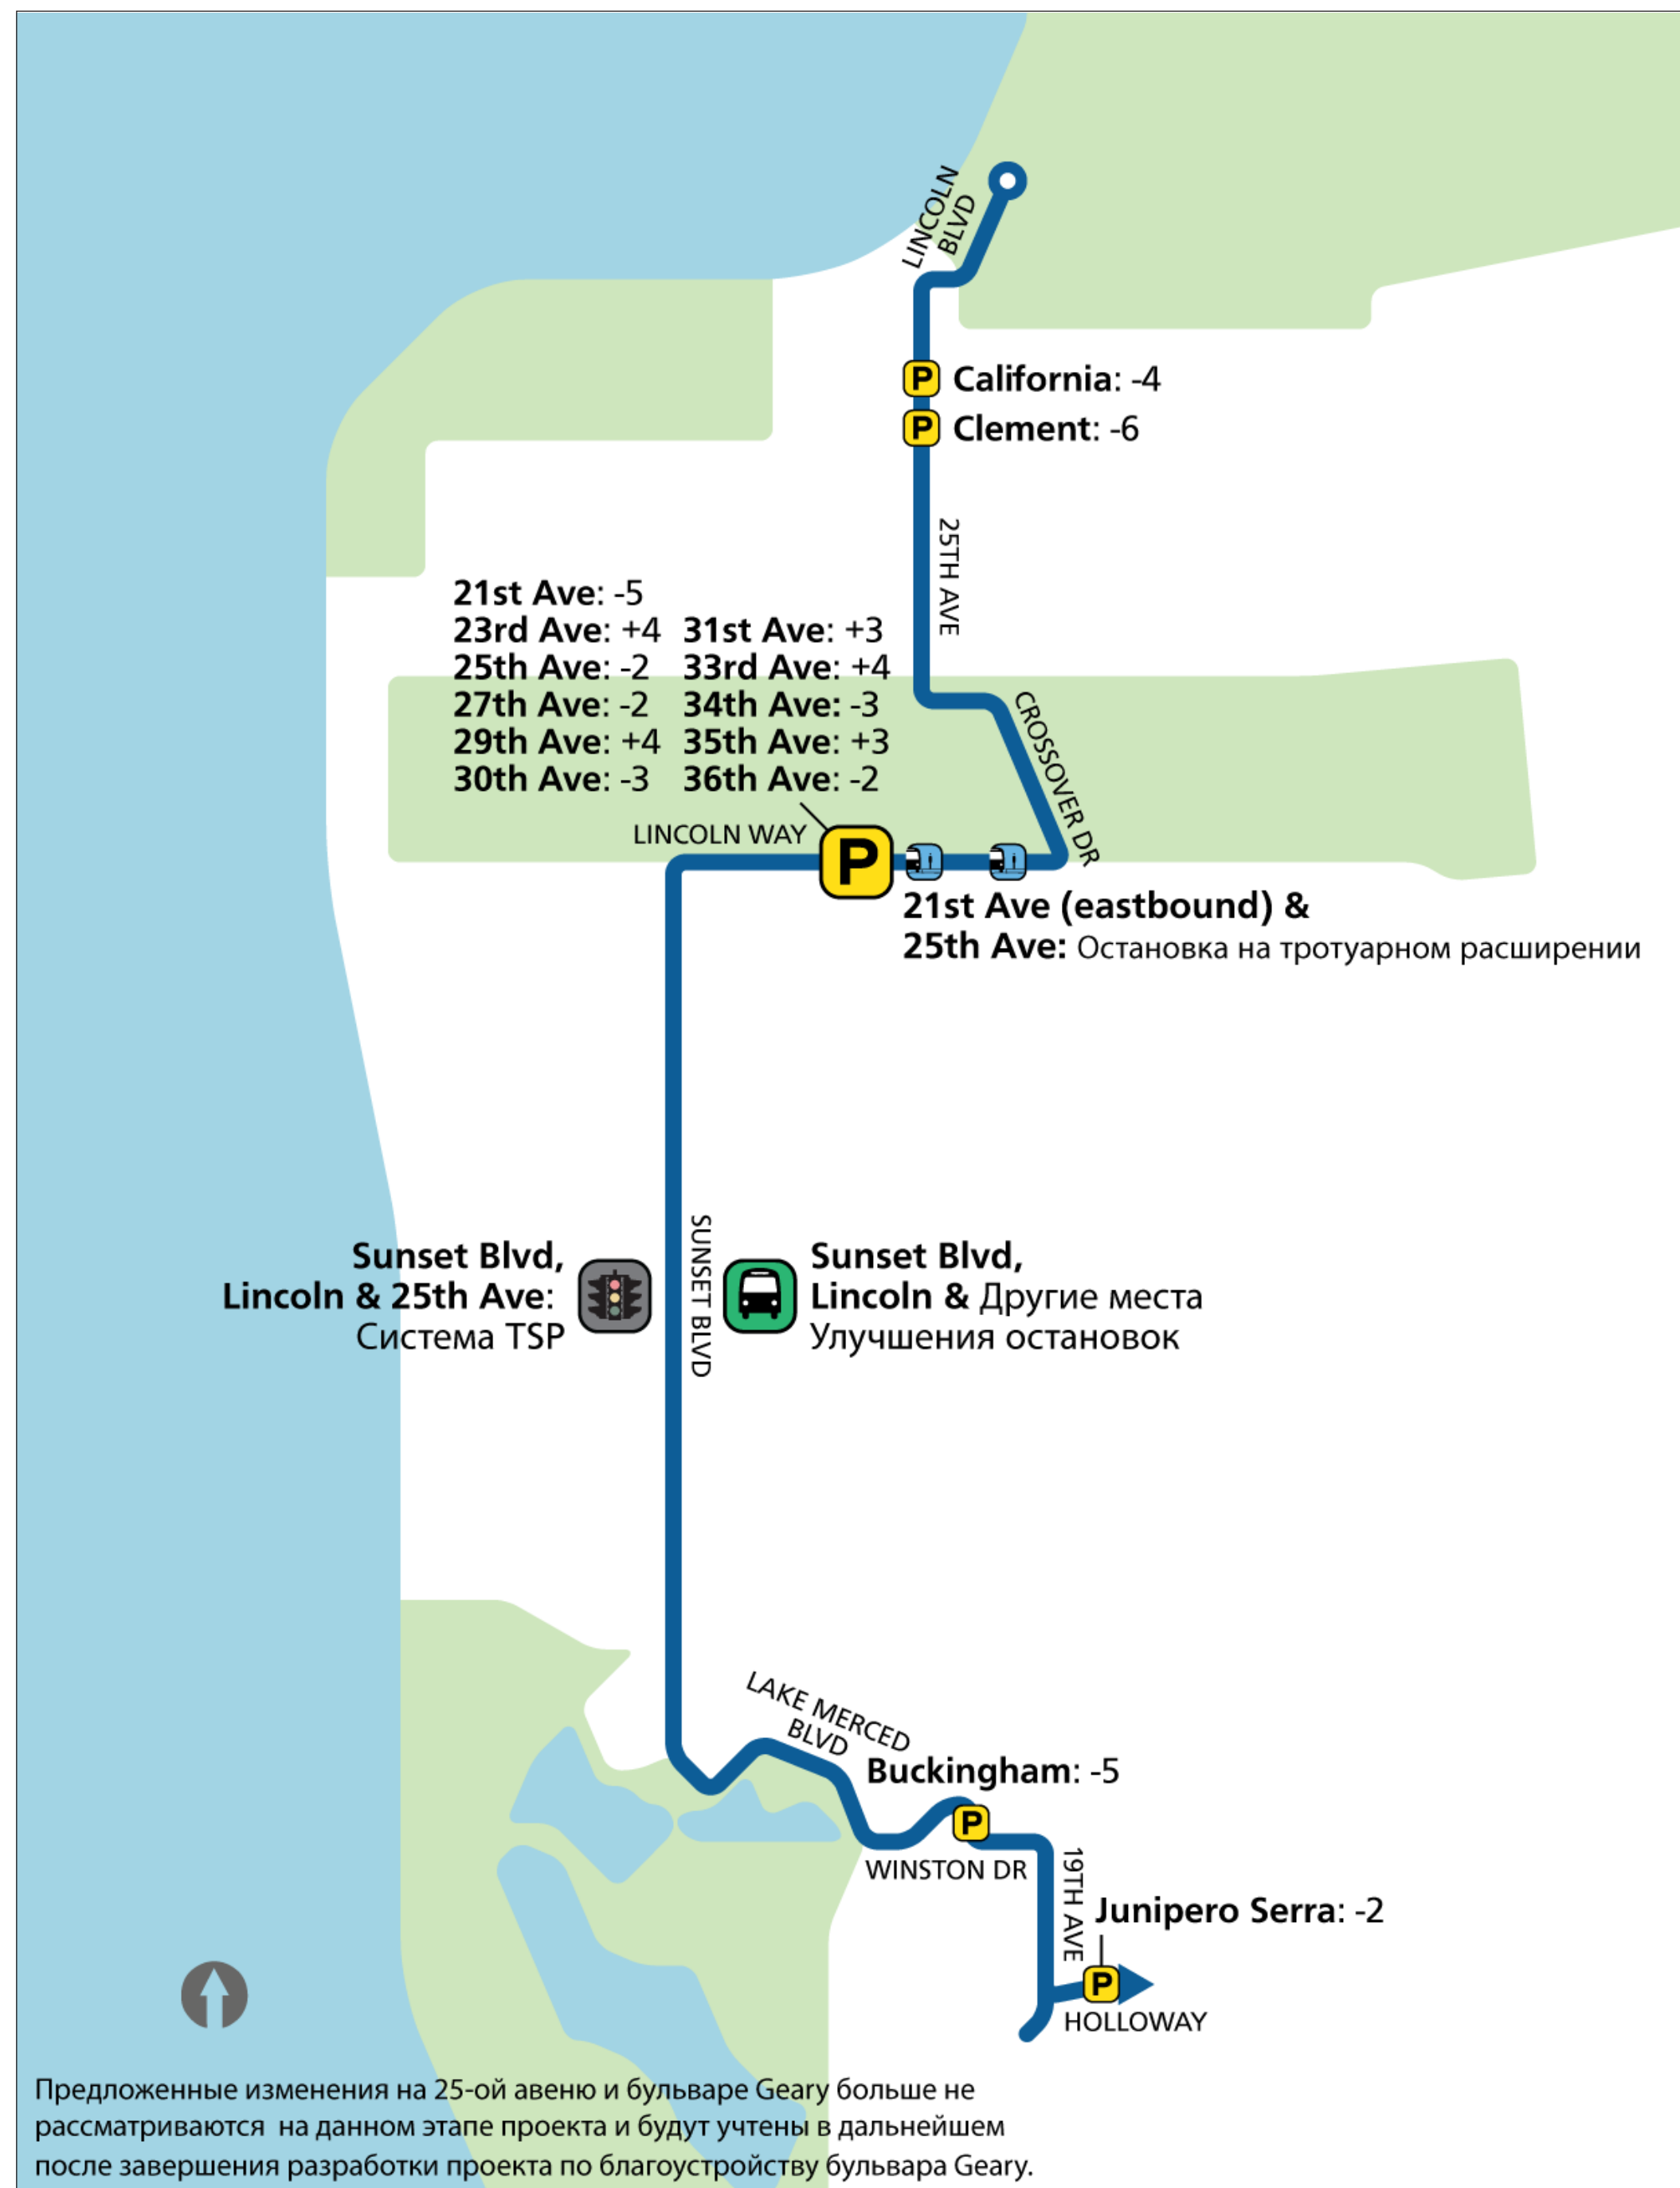 LINCOLN
BLVD
P California: -4
P Clement: -6
25TH AVE
21st Ave: -5
23rd Ave: +4
25th Ave: -2
27th Ave: -2
29th Ave: +4
30th Ave: -3
31st Ave: +3
33rd Ave: +4
34th Ave: -3
35th Ave: +3
36th Ave: -2
CROSSOVER DR
LINCOLN WAY
P
21st Ave (eastbound) &
25th Ave: Остановка на тротуарном расширении
Sunset Blvd,
Lincoln & 25th Ave:
Система TSP
SUNSET BLVD
Sunset Blvd,
Lincoln & Другие места
Улучшения остановок
LAKE MERCED
BLVD
Buckingham: -5
P
WINSTON DR
19TH AVE
Junipero Serra: -2
P
HOLLOWAY
Предложенные изменения на 25-ой авеню и бульваре Geary больше не
рассматриваются на данном этапе проекта и будут учтены в дальнейшем
после завершения разработки проекта по благоустройству бульвара Geary.